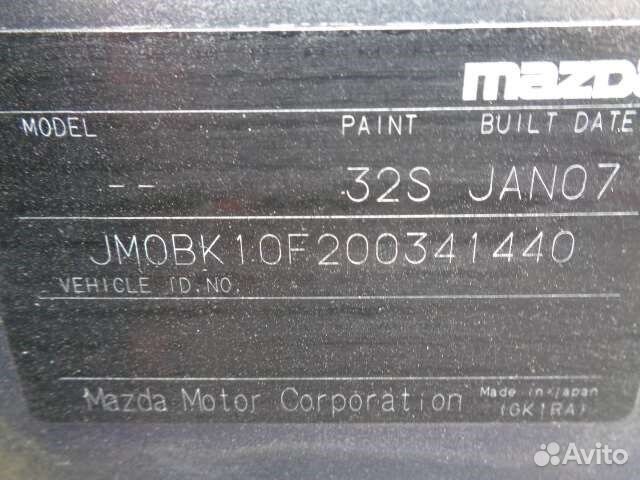 mazda
MODEL PAINT BUILT DATE
-- 32S JAN07
JM0BK10F200341440
VEHICLE ID.NO.
Mazda Motor Corporation Made in Japan
(GK1RA)
Avito